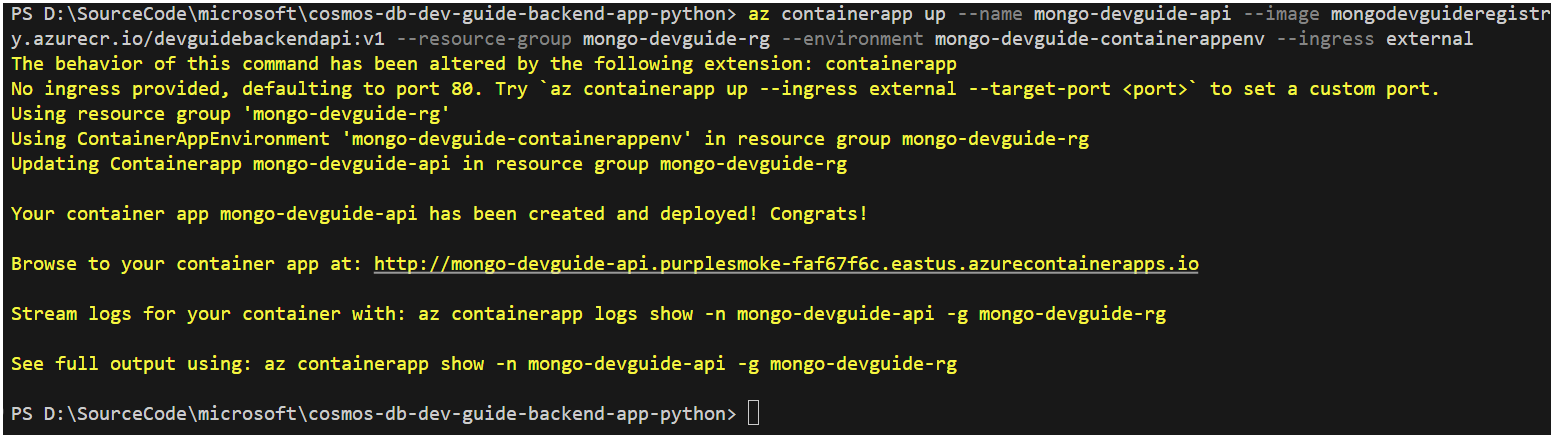 PS D:\SourceCode\microsoft\cosmos-db-dev-guide-backend-app-python> az containerapp up --name mongo-devguide-api --image mongodevguideregistr
y.azurecr.io/devguidebackendapi:v1 --resource-group mongo-devguide-rg --environment mongo-devguide-containerappenv --ingress external
The behavior of this command has been altered by the following extension: containerapp
No ingress provided, defaulting to port 80. Try `az containerapp up --ingress external --target-port <port>` to set a custom port.
Using resource group 'mongo-devguide-rg'
Using ContainerAppEnvironment 'mongo-devguide-containerappenv' in resource group mongo-devguide-rg
Updating Containerapp mongo-devguide-api in resource group mongo-devguide-rg
Your container app mongo-devguide-api has been created and deployed! Congrats!
Browse to your container app at: http://mongo-devguide-api.purplesmoke-faf67f6c.eastus.azurecontainerapps.io
Stream logs for your container with: az containerapp logs show -n mongo-devguide-api -g mongo-devguide-rg
See full output using: az containerapp show -n mongo-devguide-api -g mongo-devguide-rg
PS D:\SourceCode\microsoft\cosmos-db-dev-guide-backend-app-python>